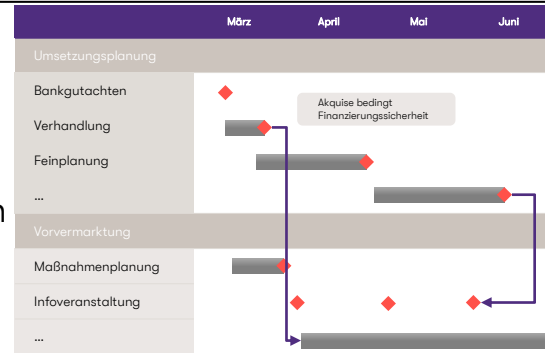 März April Mai Juni
Umsetzungsplanung
Bankgutachten
Akquise bedingt
Finanzierungssicherheit
Verhandlung
Feinplanung
...
n
Vorvermarktung
Maßnahmenplanung
Infoveranstaltung
...